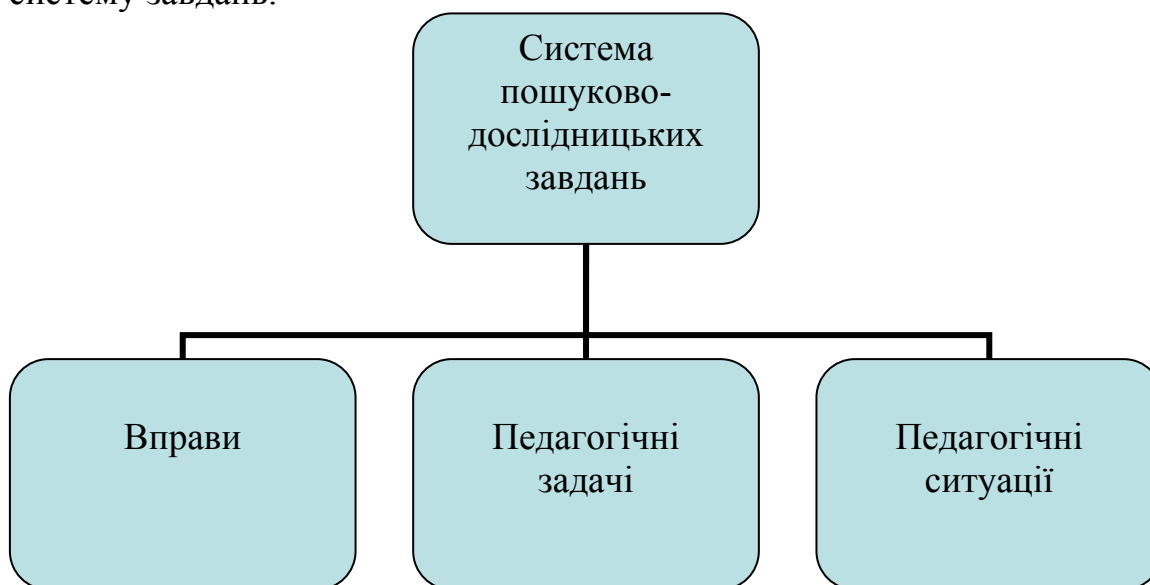 систему завдань.
Система
пошуково-
дослідницьких
завдань
Вправи
Педагогічні
задачі
Педагогічні
ситуації